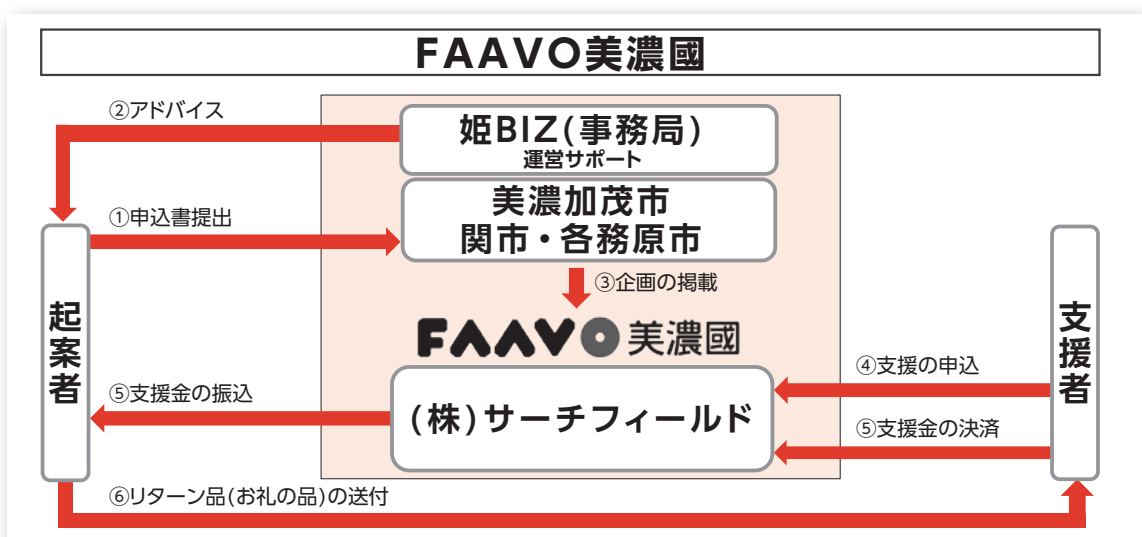 FAAVO美濃國
②アドバイス
姫BIZ(事務局)
運営サポート
美濃加茂市
関市・各務原市
①申込書提出
③企画の掲載
FAAVO美濃國
起案者
支援者
④支援の申込
⑤支援金の振込
(株)サーチフィールド
⑤支援金の決済
⑥リターン品(お礼の品)の送付